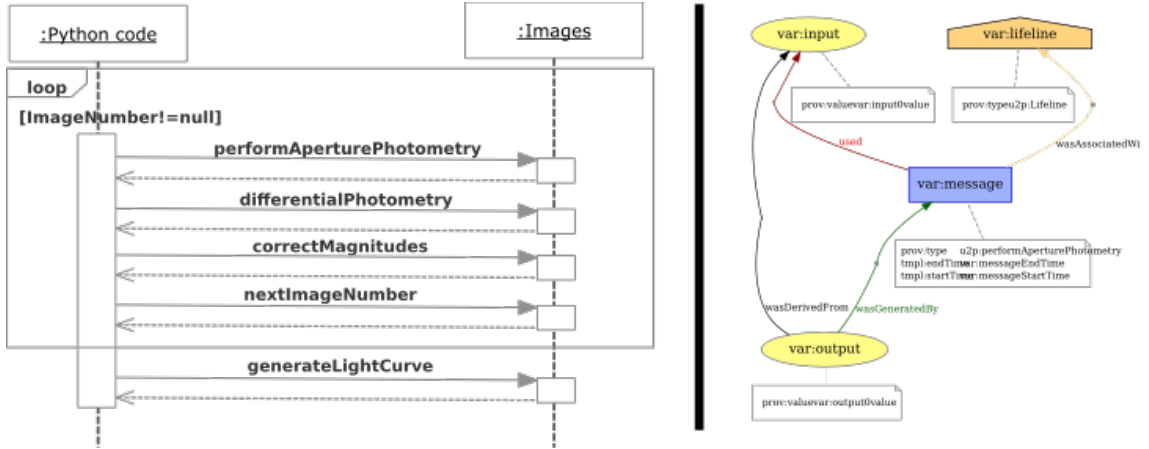 :Python code
:Images
loop
[ImageNumber!=null]
performAperturePhotometry
differentialPhotometry
correctMagnitudes
nextImageNumber
generateLightCurve
var:input
var:lifeline
prov:valuevar:input0value
prov:typeu2p:Lifeline
used
wasAssociatedWi
var:message
prov:type u2p:performAperturePhotometry
tmpl:endTime var:messageEndTime
tmpl:startTime var:messageStartTime
wasDerivedFrom
wasGeneratedBy
var:output
prov:valuevar:output0value